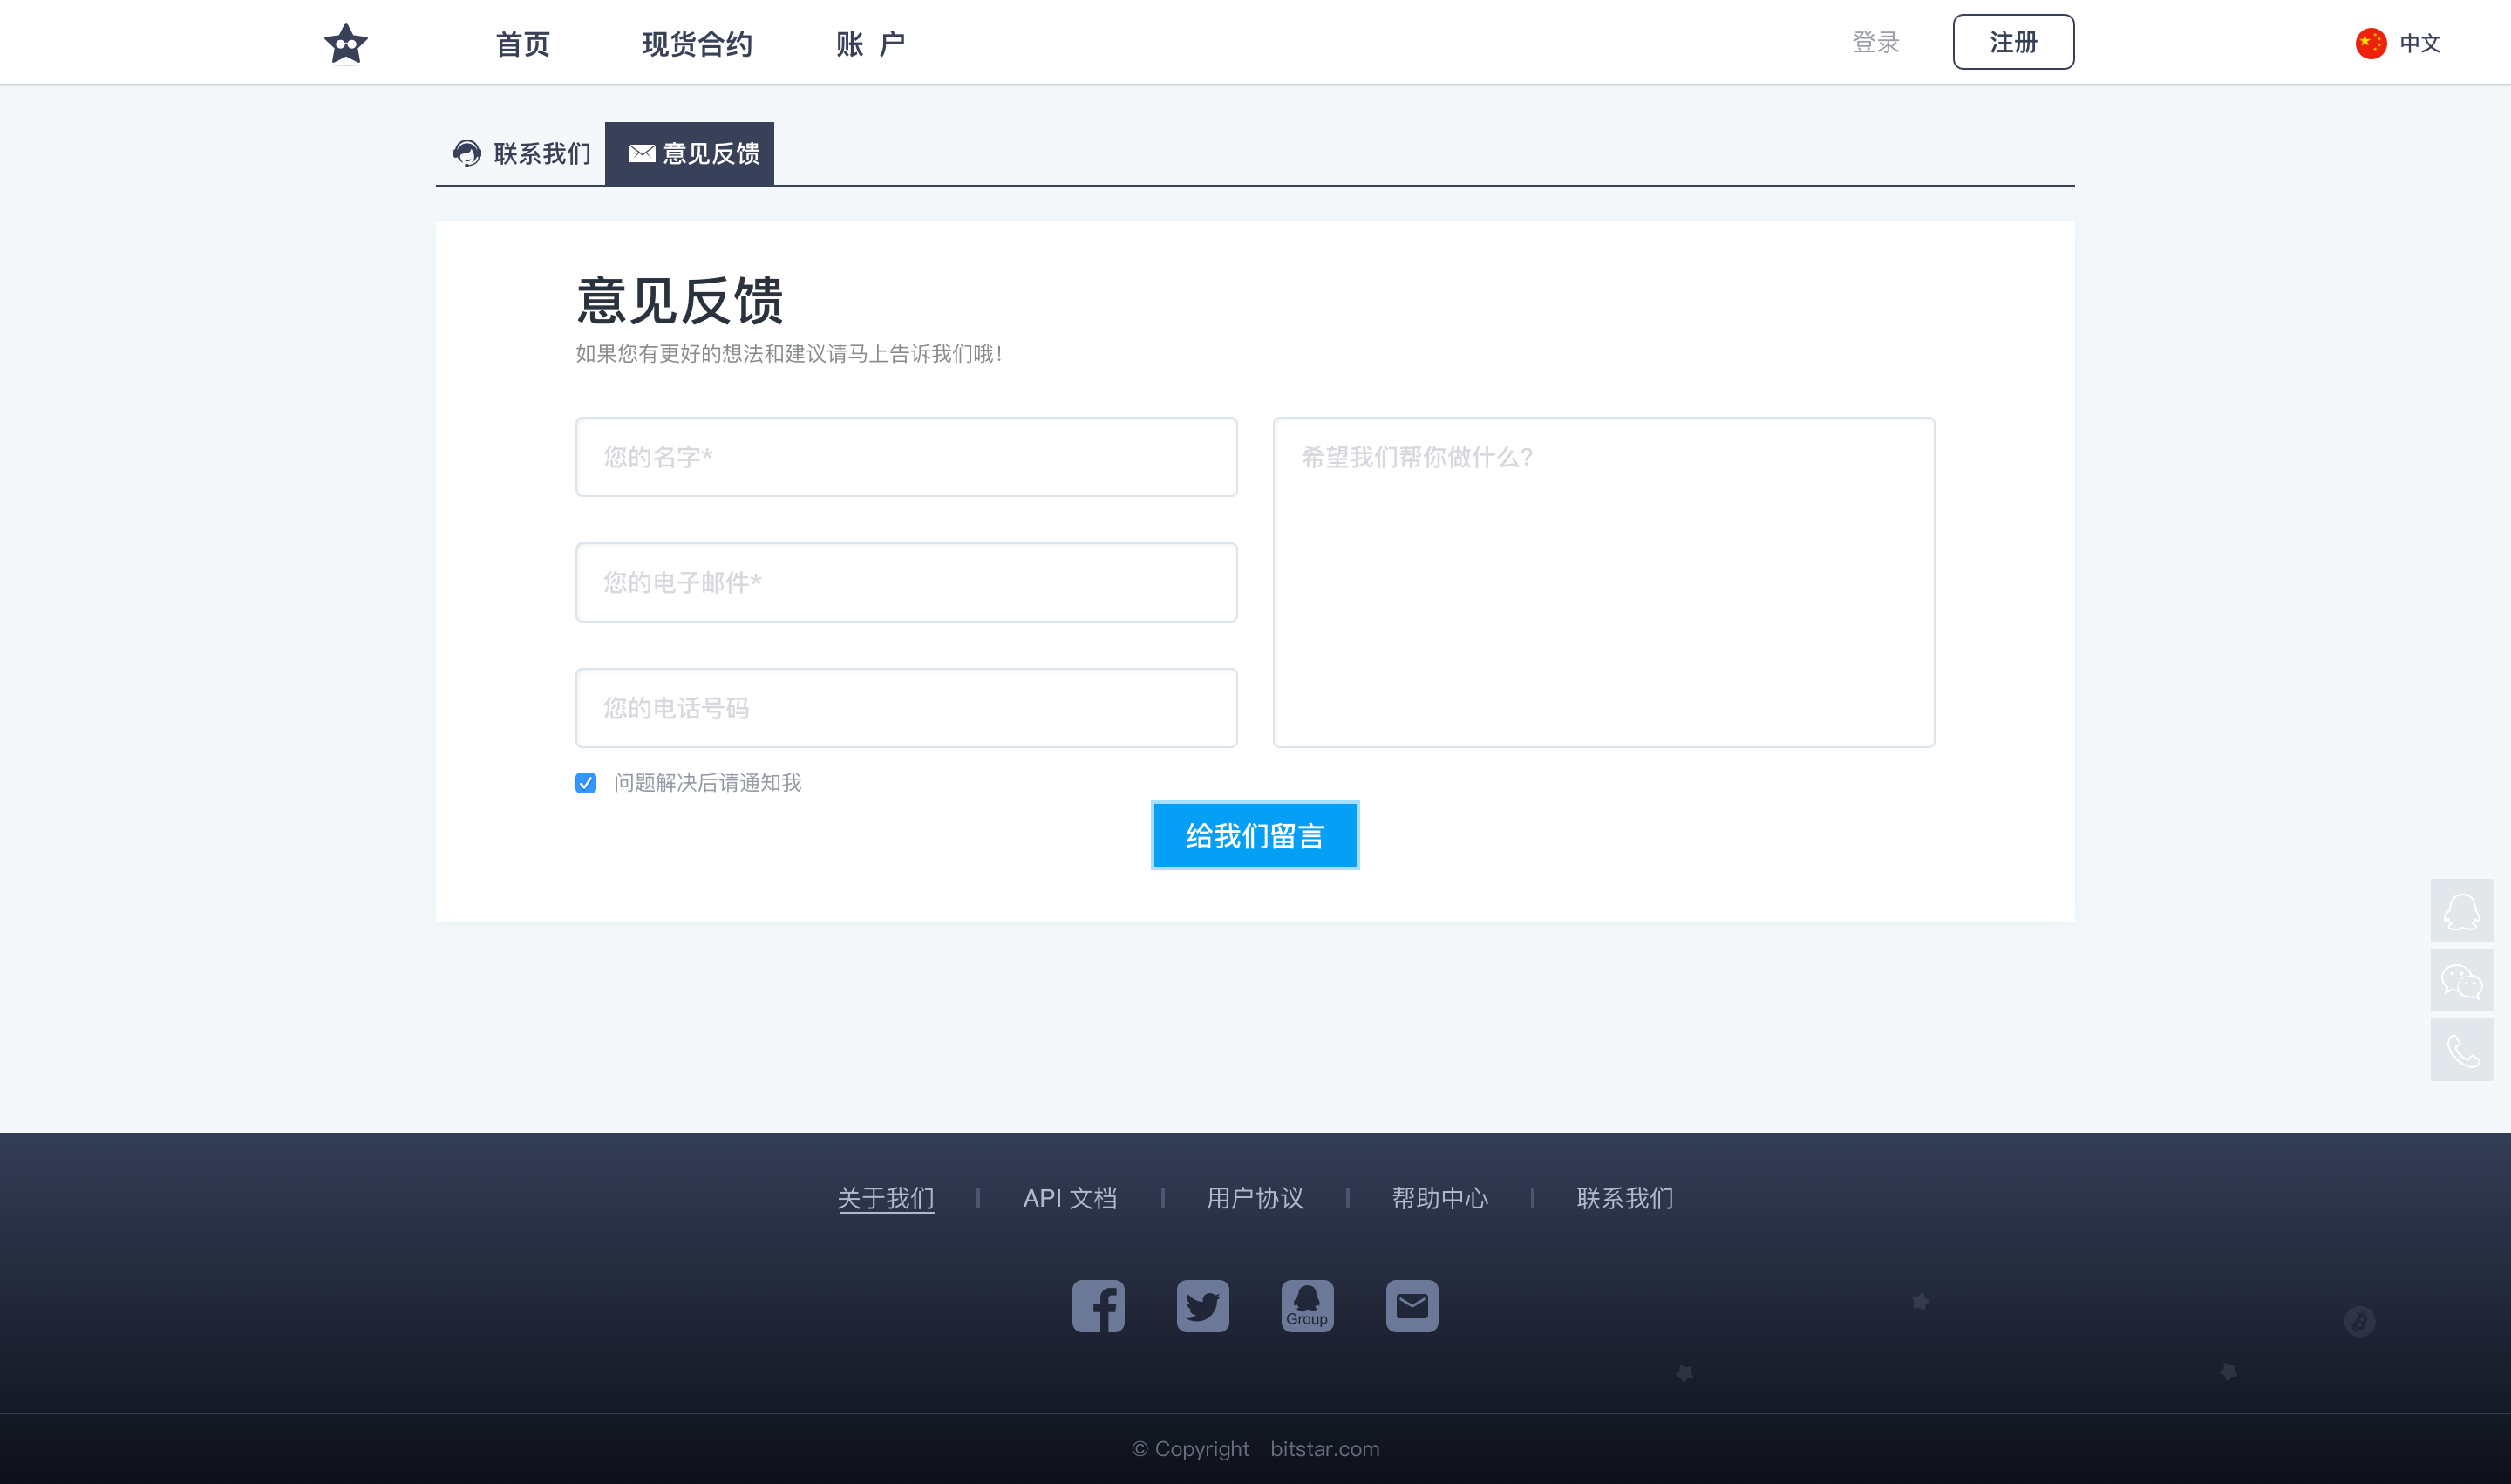 首页
现货合约
账 户
登录
注册
中文
联系我们
意见反馈
意见反馈
如果您有更好的想法和建议请马上告诉我们哦！
您的名字*
希望我们帮你做什么？
您的电子邮件*
您的电话号码
问题解决后请通知我
给我们留言
关于我们
API 文档
用户协议
帮助中心
联系我们
Group
© Copyright bitstar.com